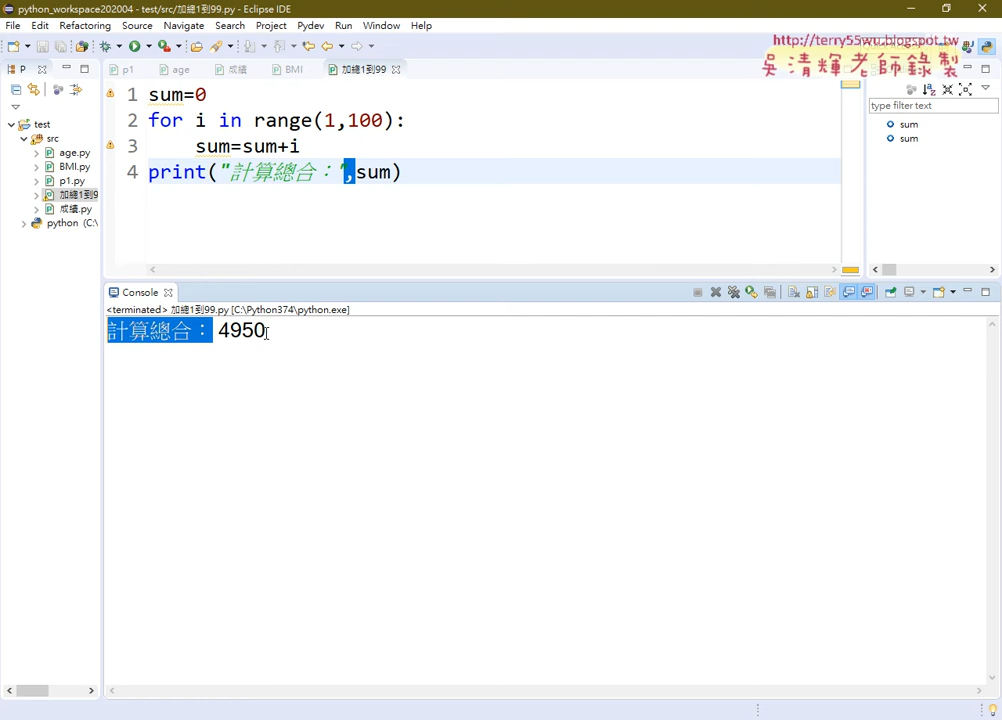 python_workspace202004 - test/src/加總1到99.py - Eclipse IDE
File Edit Refactoring Source Navigate Search Project Pydev Run Window Help
http://terry55wu.blogspot.tw
吳清輝老師錄製
P
p1 age 成績 BMI 加總1到99
type filter text
test
src
age.py
BMI.py
p1.py
加總1到9
成績.py
python (C:\
1 sum=0
2 for i in range(1,100):
3 sum=sum+i
4 print("計算總合：",sum)
sum
sum
Console
<terminated> 加總1到99.py [C:\Python374\python.exe]
計算總合： 4950